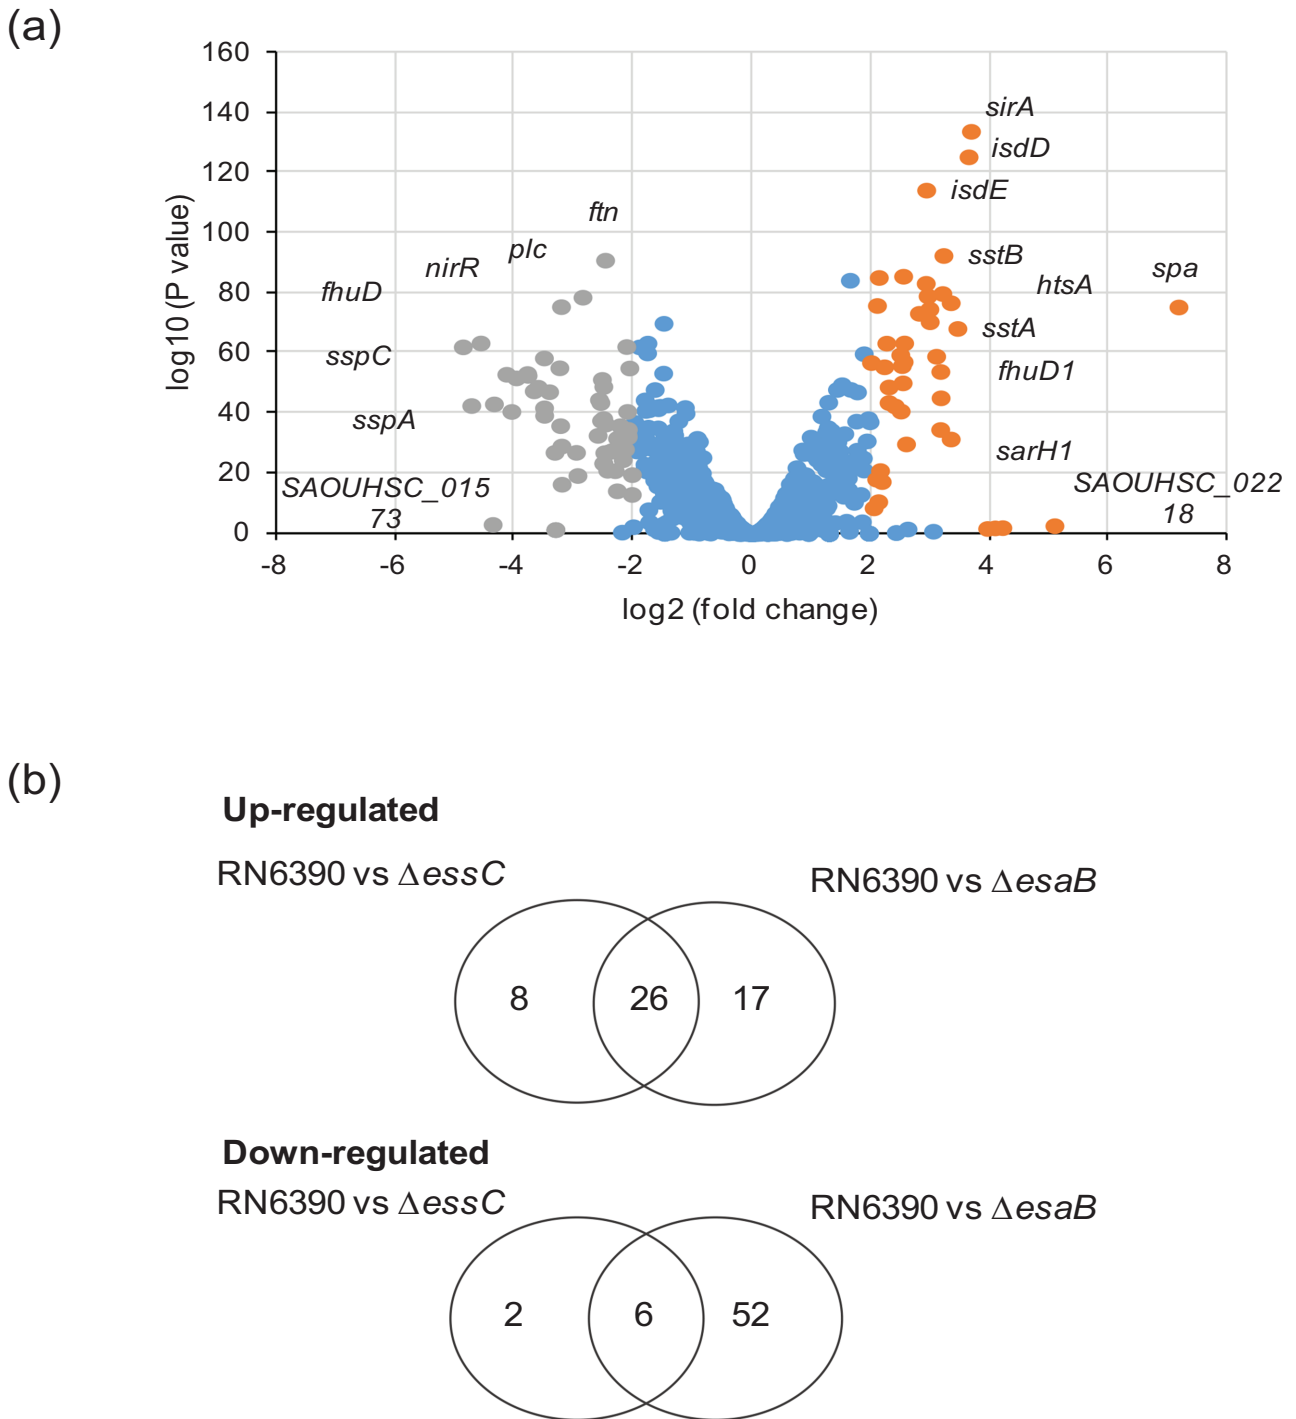 (a)
160
140
120
100
80
60
40
20
0
log10 (P value)
sirA
isdD
isdE
ftn
plc
nirR
sstB
spa
htsA
fhuD
sstA
sspC
fhuD1
sspA
sarH1
SAOUHSC_015
73
SAOUHSC_022
18
-8 -6 -4 -2 0 2 4 6 8
log2 (fold change)
(b)
Up-regulated
RN6390 vs ΔessC
RN6390 vs ΔesaB
8 26 17
Down-regulated
RN6390 vs ΔessC
RN6390 vs ΔesaB
2 6 52